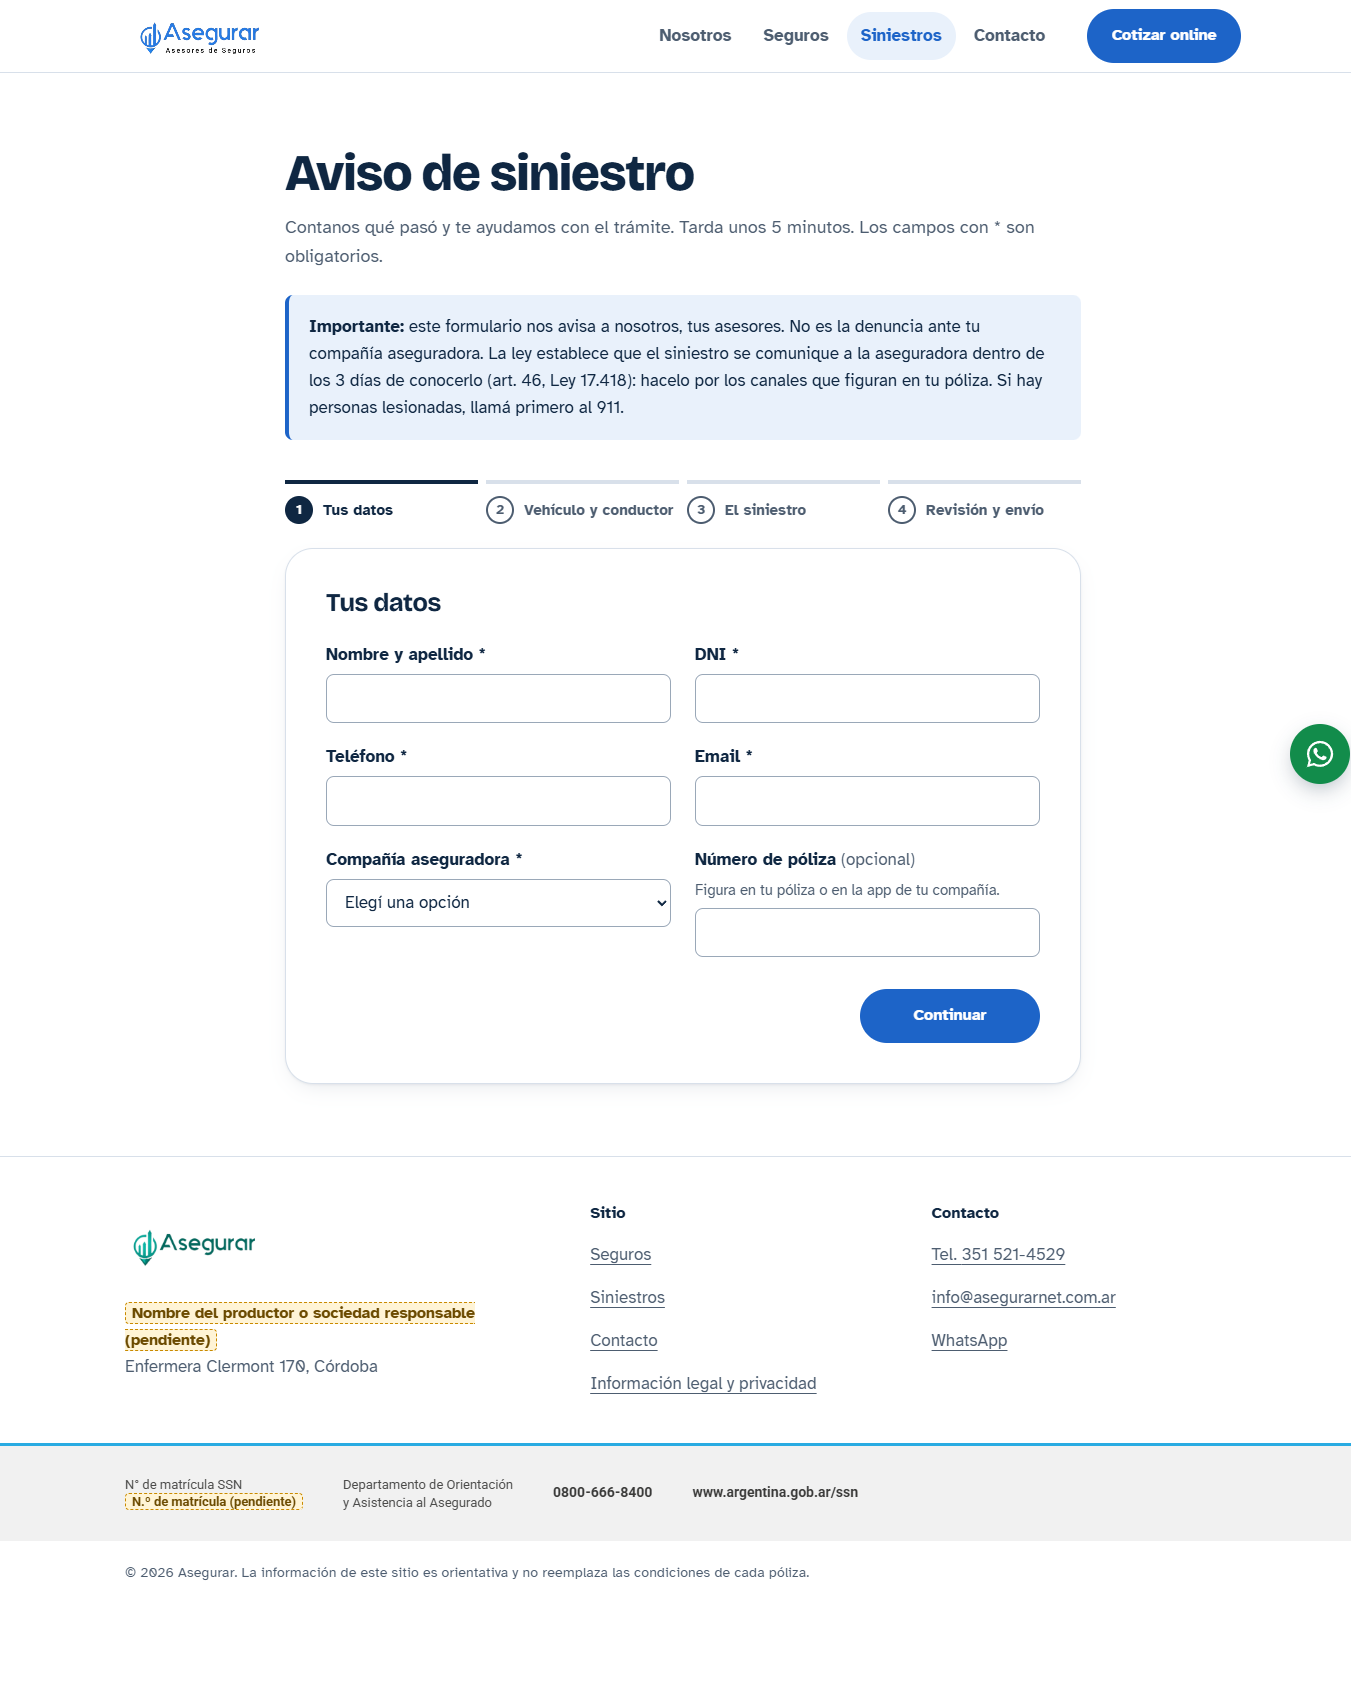 Asegurar
Asesores de Seguros
Nosotros
Seguros
Siniestros
Contacto
Cotizar online
Aviso de siniestro
Contanos qué pasó y te ayudamos con el trámite. Tarda unos 5 minutos. Los campos con * son
obligatorios.
Importante: este formulario nos avisa a nosotros, tus asesores. No es la denuncia ante tu
compañía aseguradora. La ley establece que el siniestro se comunique a la aseguradora dentro de
los 3 días de conocerlo (art. 46, Ley 17.418): hacelo por los canales que figuran en tu póliza. Si hay
personas lesionadas, llamá primero al 911.
1 Tus datos
2 Vehículo y conductor
3 El siniestro
4 Revisión y envío
Tus datos
Nombre y apellido *
DNI *
Teléfono *
Email *
Compañía aseguradora *
Elegí una opción
Número de póliza (opcional)
Figura en tu póliza o en la app de tu compañía.
Continuar
Asegurar
Nombre del productor o sociedad responsable
(pendiente)
Enfermera Clermont 170, Córdoba
Sitio
Seguros
Siniestros
Contacto
Información legal y privacidad
Contacto
Tel. 351 521-4529
info@asegurarnet.com.ar
WhatsApp
N° de matrícula SSN
N.º de matrícula (pendiente)
Departamento de Orientación
y Asistencia al Asegurado
0800-666-8400
www.argentina.gob.ar/ssn
© 2026 Asegurar. La información de este sitio es orientativa y no reemplaza las condiciones de cada póliza.